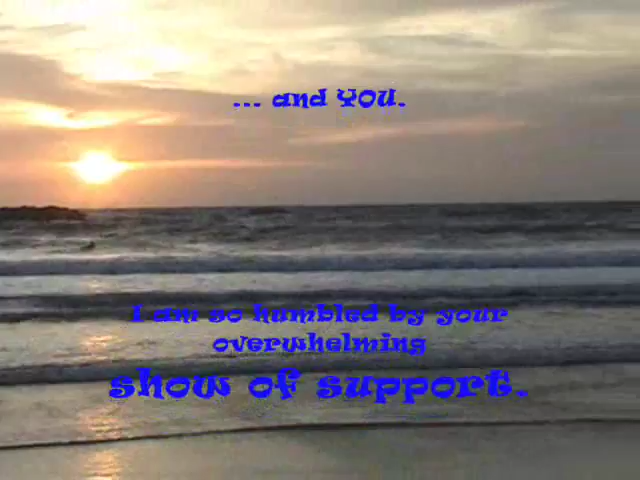 ... and YOU.
I am so humbled by your
overwhelming
show of support.